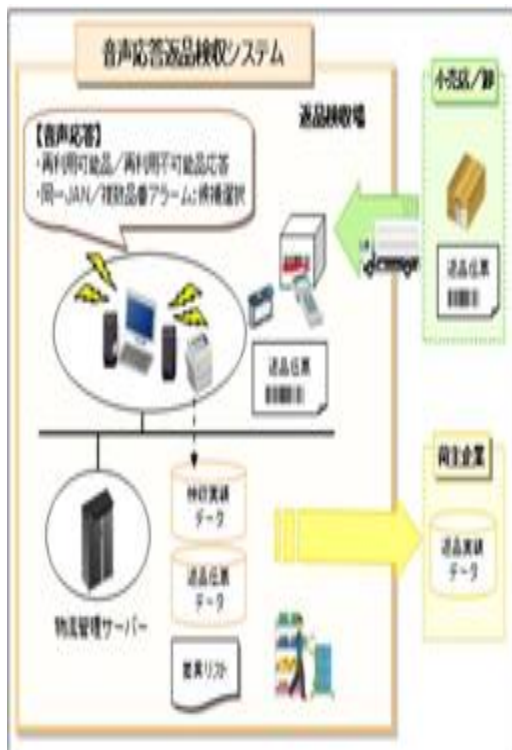 音声応答返品検収システム
小売店/卸
返品検収場
【音声応答】
・再利用可能品/再利用不可能品応答
・同一JAN/複数品番アラーム:候補選択
返品伝票
返品伝票
荷主企業
検収実績
データ
返品実績
データ
返品伝票
データ
物流管理サーバー
差異リスト